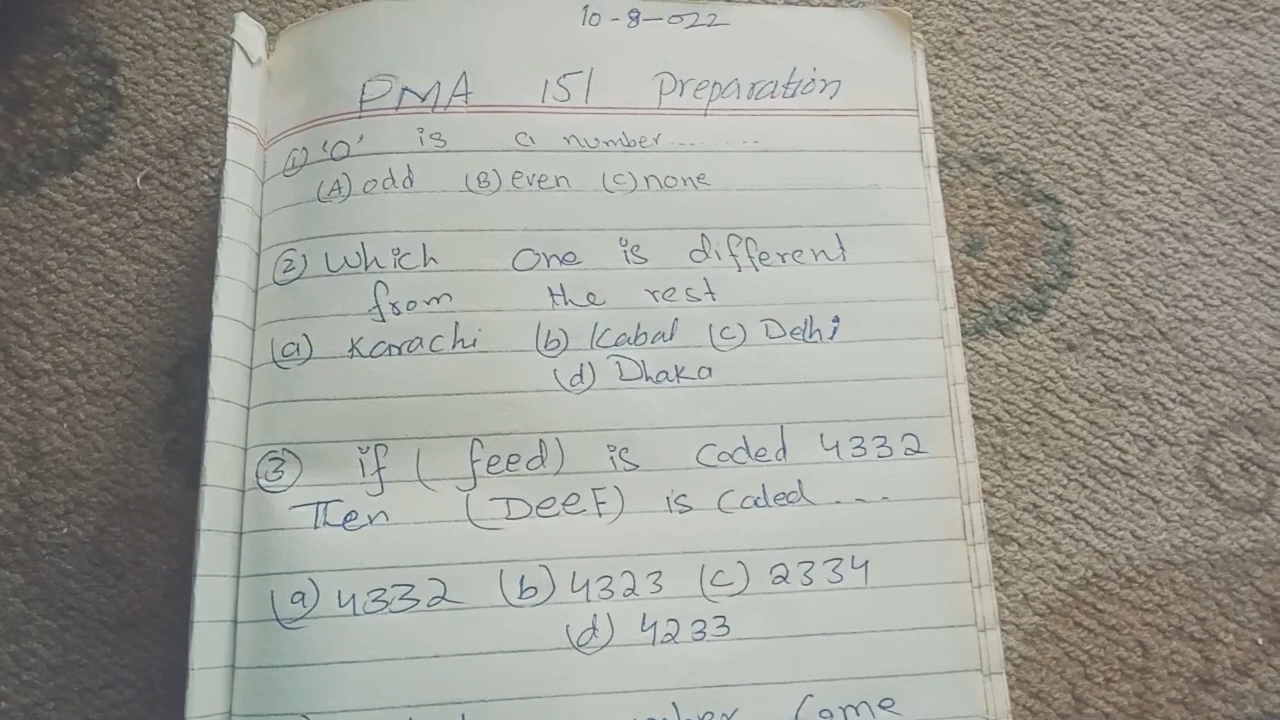 10-8-022
PMA 151 Preparation
① '0' is a number........
(A) odd (B) even (C) none
② Which one is different
from the rest
(a) Karachi (b) Kabal (c) Delhi
(d) Dhaka
③ if ( feed) is coded 4332
Then (DeeF) is coded ...
(a) 4332 (b) 4323 (c) 2334
(d) 4233
Come